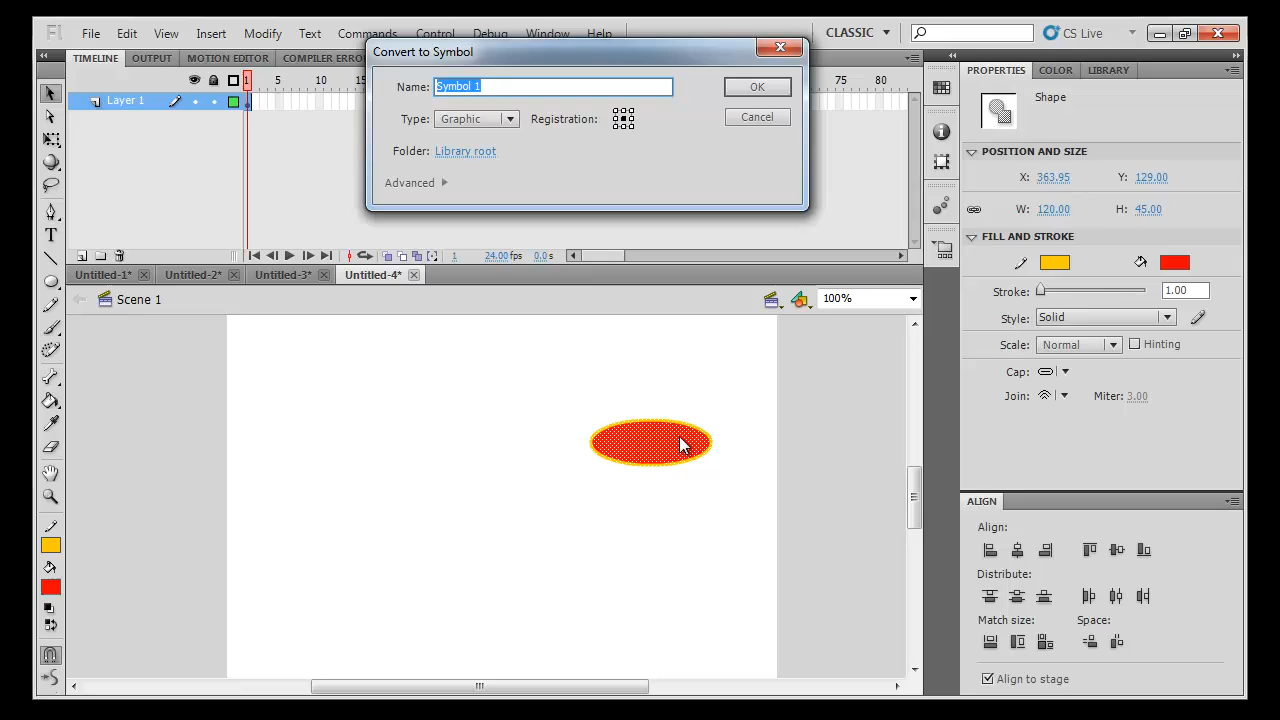 Fl File Edit View Insert Modify Text Commands Control Debug Window Help CLASSIC CS Live
Convert to Symbol
TIMELINE OUTPUT MOTION EDITOR COMPILER ERRO
PROPERTIES COLOR LIBRARY
1 5 10 15 75 80
Name: Symbol 1 OK
Layer 1
Shape
Type: Graphic Registration: Cancel
Folder: Library root
POSITION AND SIZE
X: 363.95 Y: 129.00
Advanced
W: 120.00 H: 45.00
FILL AND STROKE
1 24.00 fps 0.0 s
Untitled-1* Untitled-2* Untitled-3* Untitled-4*
Stroke: 1.00
Scene 1 100%
Style: Solid
Scale: Normal Hinting
Cap:
Join: Miter: 3.00
ALIGN
Align:
Distribute:
Match size: Space:
Align to stage